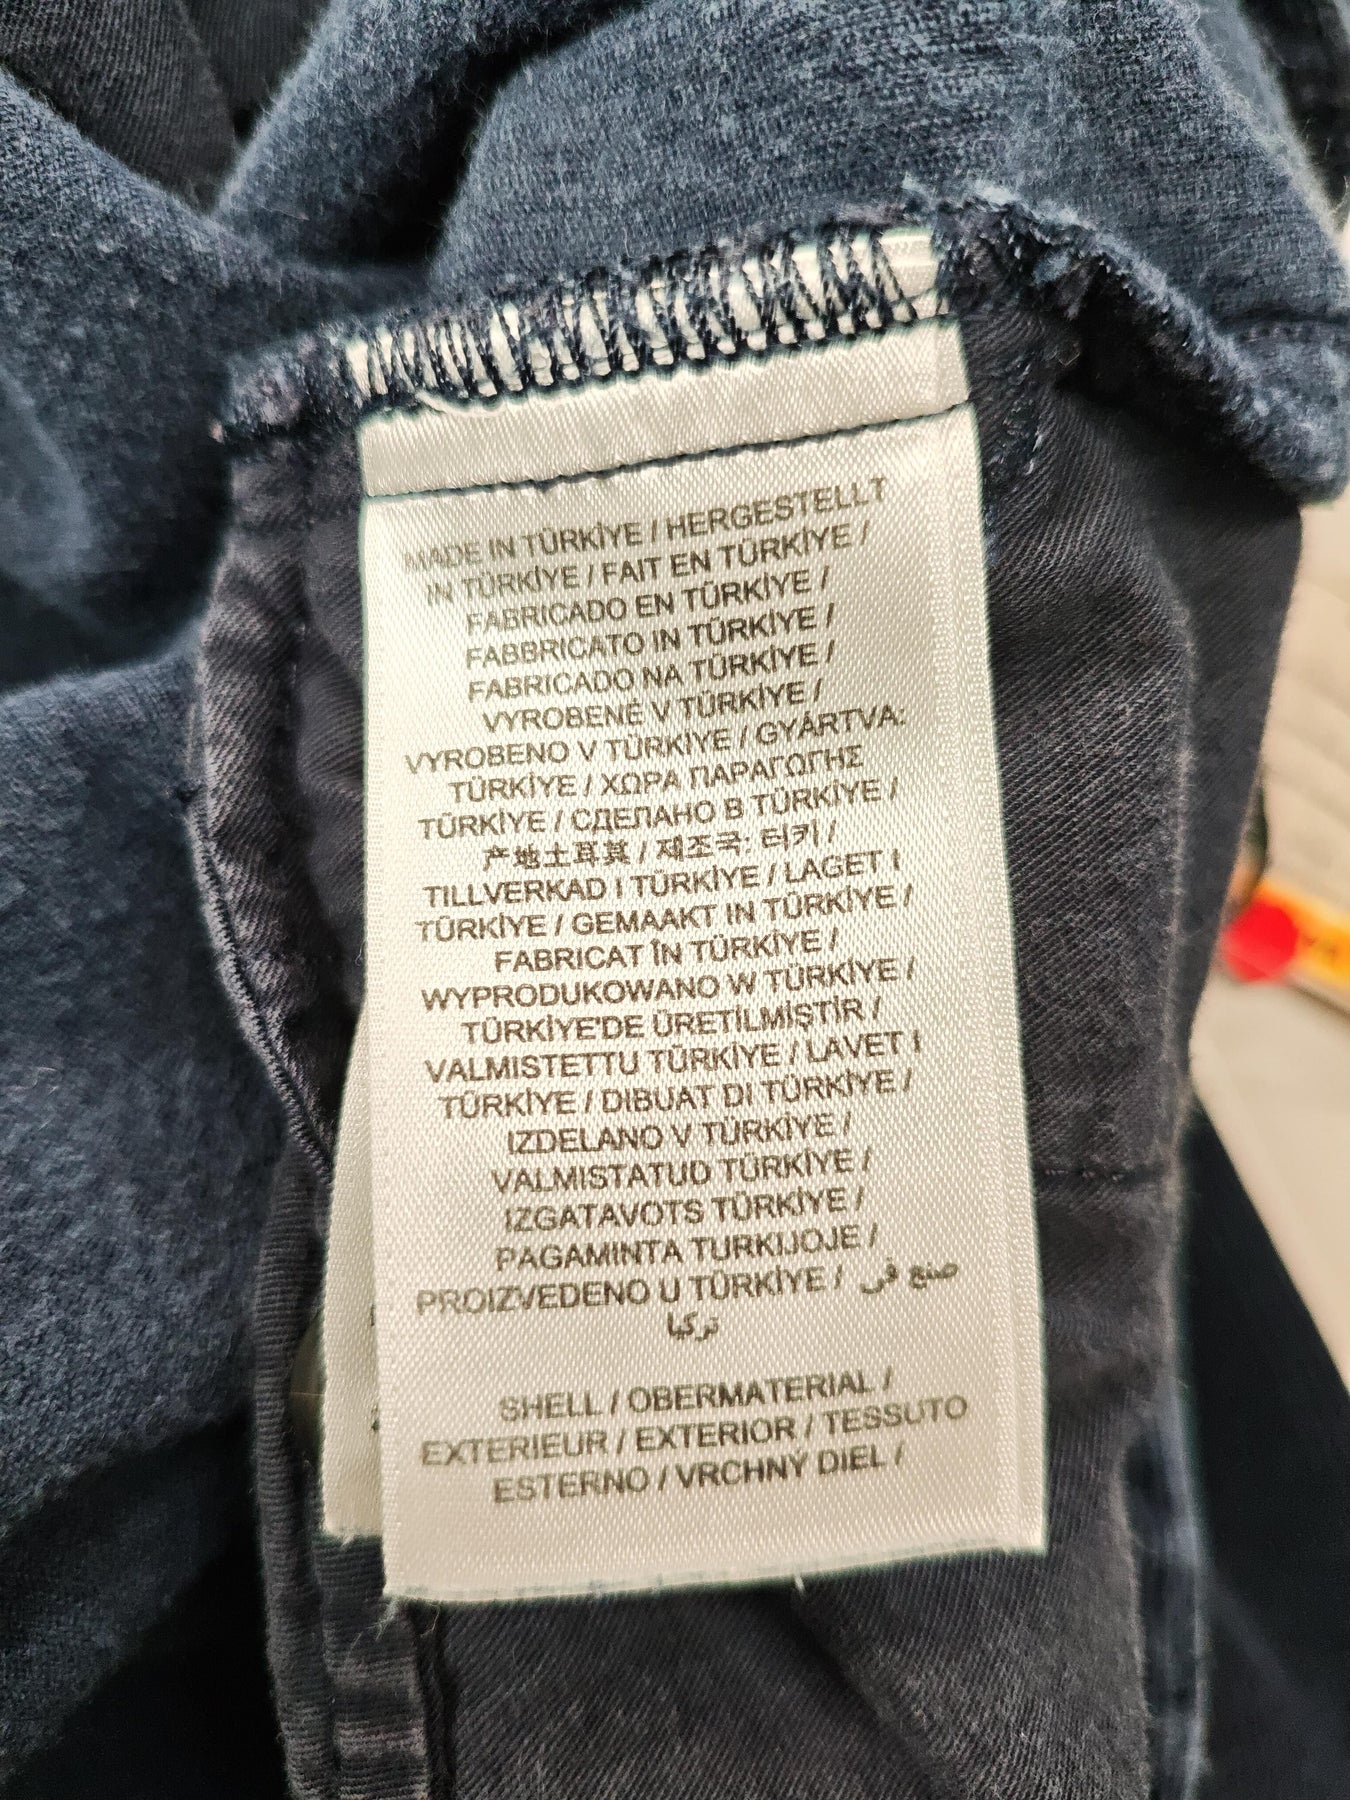 MADE IN TÜRKİYE / HERGESTELLT
IN TÜRKİYE / FAIT EN TÜRKİYE /
FABRICADO EN TÜRKİYE /
FABBRICATO IN TÜRKİYE /
FABRICADO NA TÜRKİYE /
VYROBENÉ V TÜRKİYE /
VYROBENO V TÜRKİYE / GYÁRTVA:
TÜRKİYE / ΧΩΡΑ ΠΑΡΑΓΩΓΗΣ
TÜRKİYE / СДЕЛАНО В TÜRKİYE /
产地土耳其 / 제조국: 터키 /
TILLVERKAD I TÜRKİYE / LAGET I
TÜRKİYE / GEMAAKT IN TÜRKİYE /
FABRICAT ÎN TÜRKİYE /
WYPRODUKOWANO W TÜRKİYE /
TÜRKİYE'DE ÜRETİLMİŞTİR /
VALMISTETTU TÜRKİYE / LAVET I
TÜRKİYE / DIBUAT DI TÜRKİYE /
IZDELANO V TÜRKİYE /
VALMISTATUD TÜRKİYE /
IZGATAVOTS TÜRKİYE /
PAGAMINTA TURKIJOJE /
PROIZVEDENO U TÜRKİYE / صنع في
تركيا
SHELL / OBERMATERIAL /
EXTERIEUR / EXTERIOR / TESSUTO
ESTERNO / VRCHNÝ DIEL /